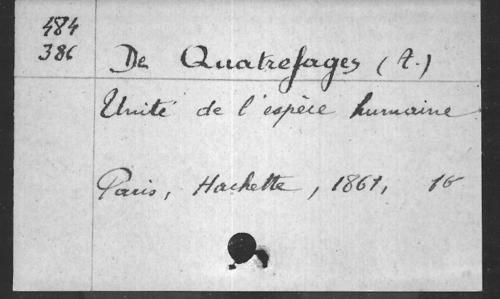 484
386
De Quatrefages (A.)
Unité de l'espèce humaine
Paris, Hachette, 1861, 16